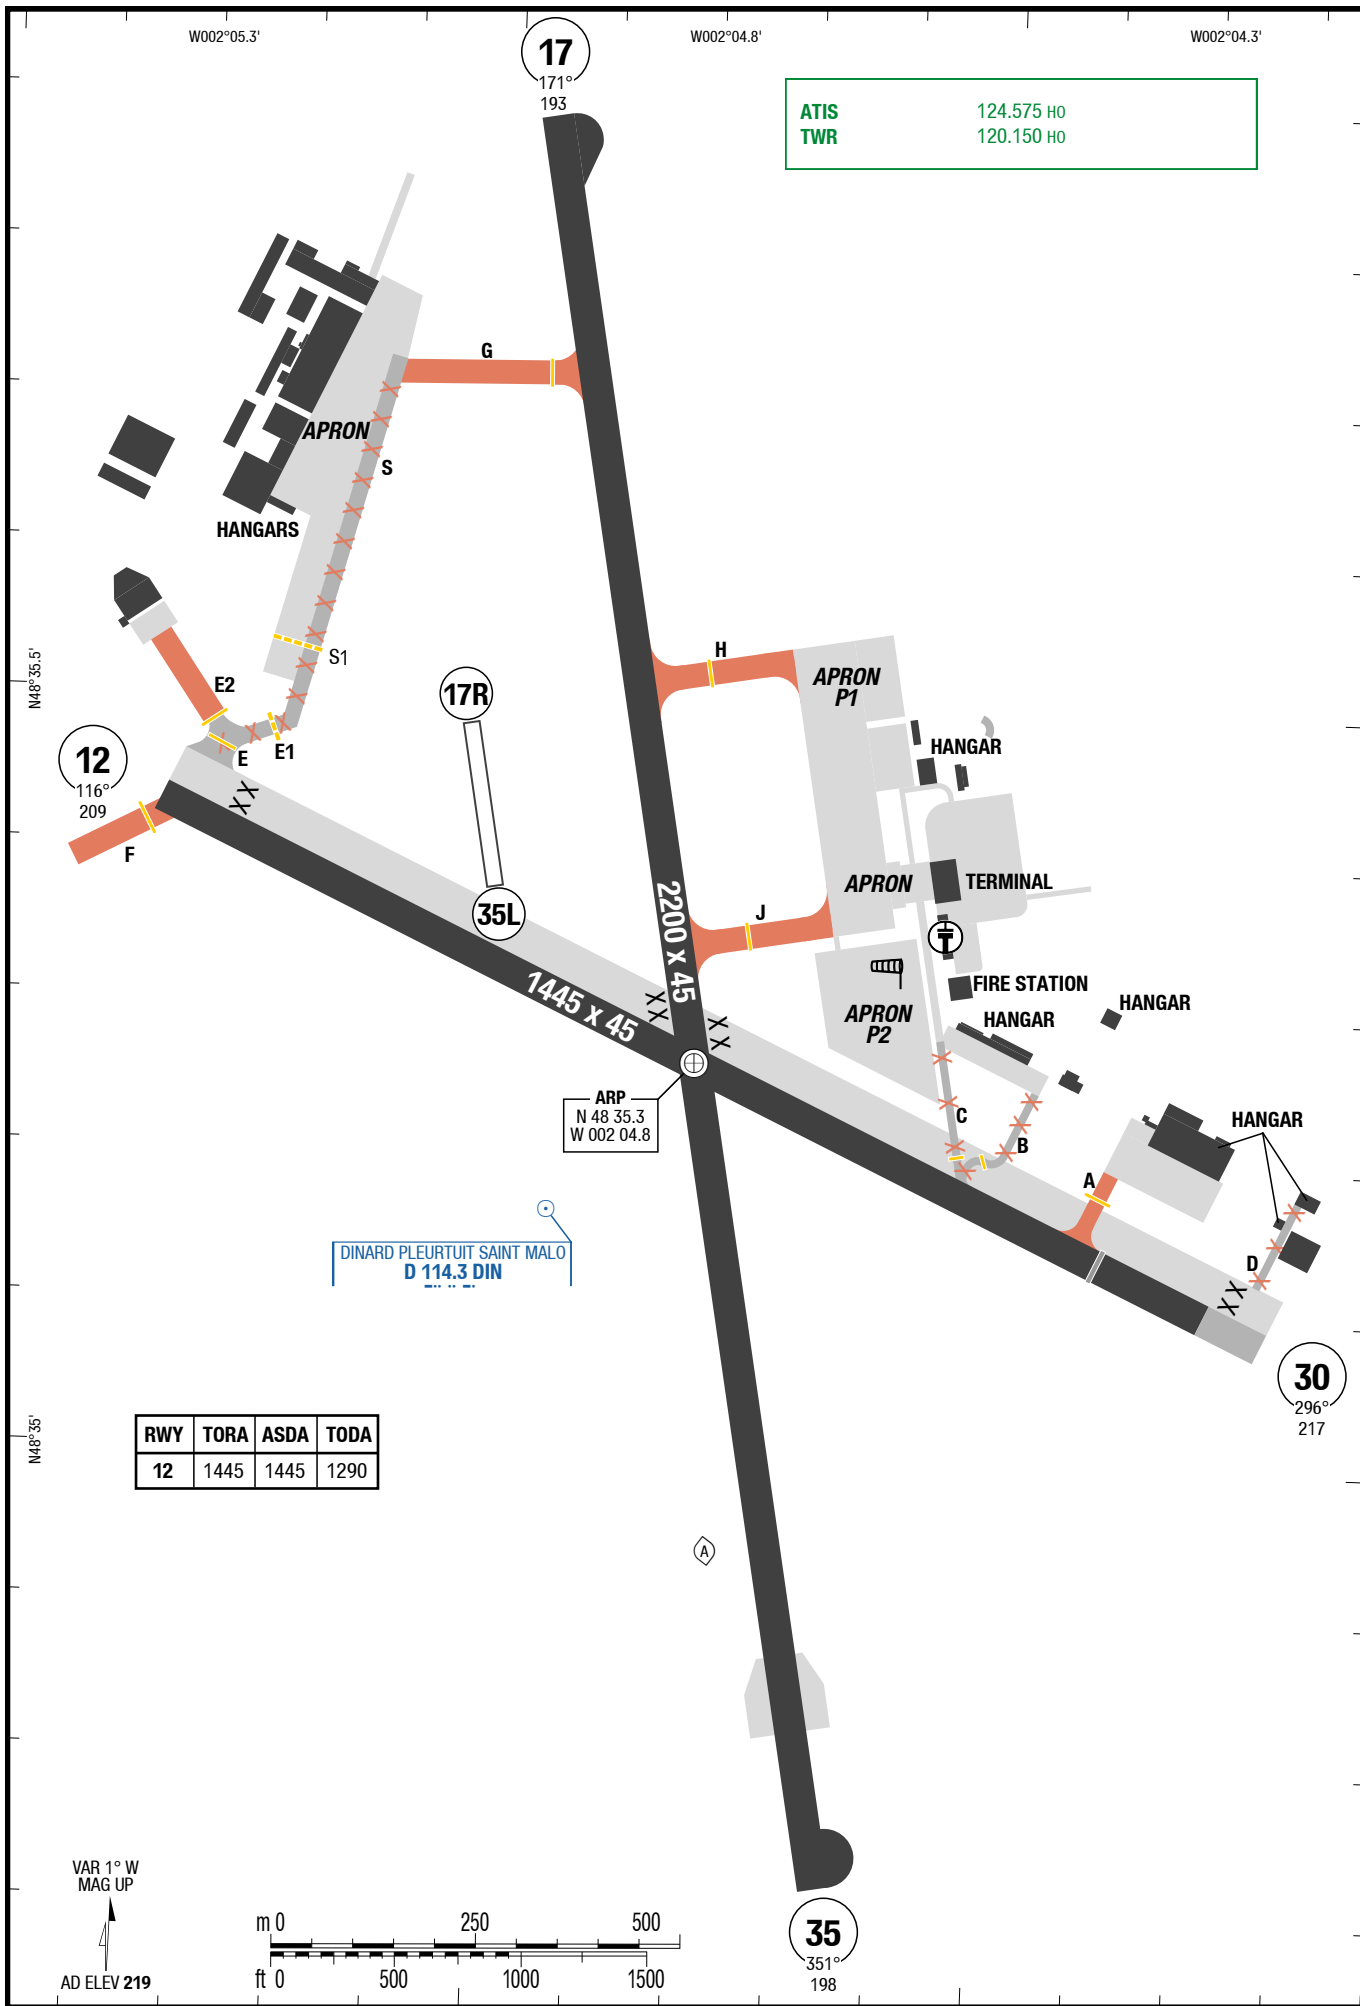 W002°05.3'
W002°04.8'
W002°04.3'
17
171°
193
ATIS 124.575 HO
TWR 120.150 HO
G
APRON
S
HANGARS
S1
H
APRON
P1
N48°35.5'
E2
17R
12
116°
209
E
E1
HANGAR
F
35L
2200 x 45
J
APRON
TERMINAL
T
1445 x 45
FIRE STATION
HANGAR
HANGAR
APRON
P2
ARP
N 48 35.3
W 002 04.8
C
B
HANGAR
A
D
DINARD PLEURTUIT SAINT MALO
D 114.3 DIN
30
296°
217
N48°35'
RWY TORA ASDA TODA
12 1445 1445 1290
A
VAR 1° W
MAG UP
AD ELEV 219
m 0 250 500
ft 0 500 1000 1500
35
351°
198